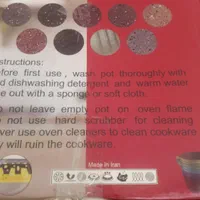 structions:
efore first use , wash pot thoroughly with
d dishwashing detergent and warm water
e out with a sponge or soft cloth.
not leave empty pot on oven flame
not use hard scrubber for cleaning
ver use oven cleaners to clean cookware
y will ruin the cookware.
Made In Iran